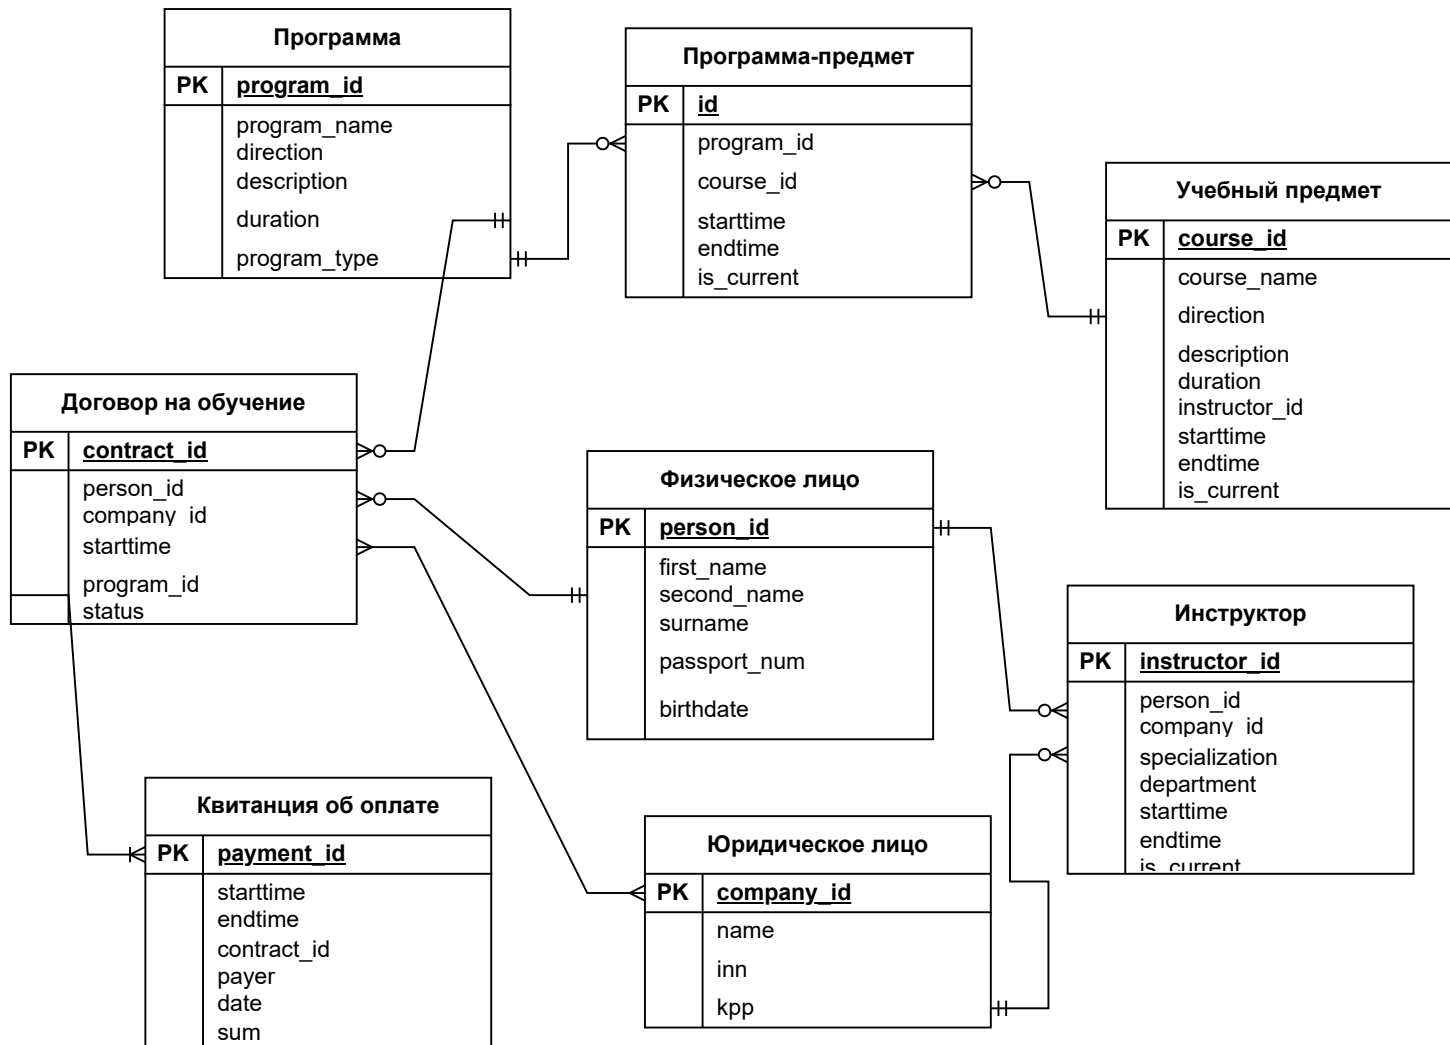 Программа
PK program_id
program_name
direction
description
duration
program_type
Программа-предмет
PK id
program_id
course_id
starttime
endtime
is_current
Учебный предмет
PK course_id
course_name
direction
description
duration
instructor_id
starttime
endtime
is_current
Договор на обучение
PK contract_id
person_id
company_id
starttime
program_id
status
Физическое лицо
PK person_id
first_name
second_name
surname
passport_num
birthdate
Инструктор
PK instructor_id
person_id
company_id
specialization
department
starttime
endtime
is_current
Квитанция об оплате
PK payment_id
starttime
endtime
contract_id
payer
date
sum
Юридическое лицо
PK company_id
name
inn
kpp